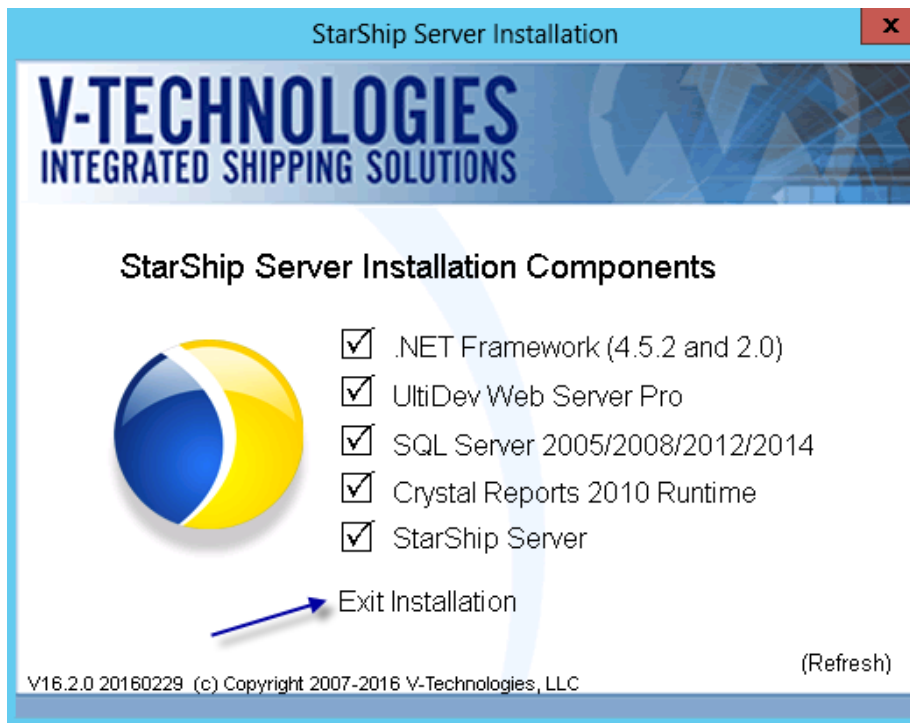 StarShip Server Installation
x
V-TECHNOLOGIES
INTEGRATED SHIPPING SOLUTIONS
StarShip Server Installation Components
.NET Framework (4.5.2 and 2.0)
UltiDev Web Server Pro
SQL Server 2005/2008/2012/2014
Crystal Reports 2010 Runtime
StarShip Server
Exit Installation
(Refresh)
V16.2.0 20160229 (c) Copyright 2007-2016 V-Technologies, LLC